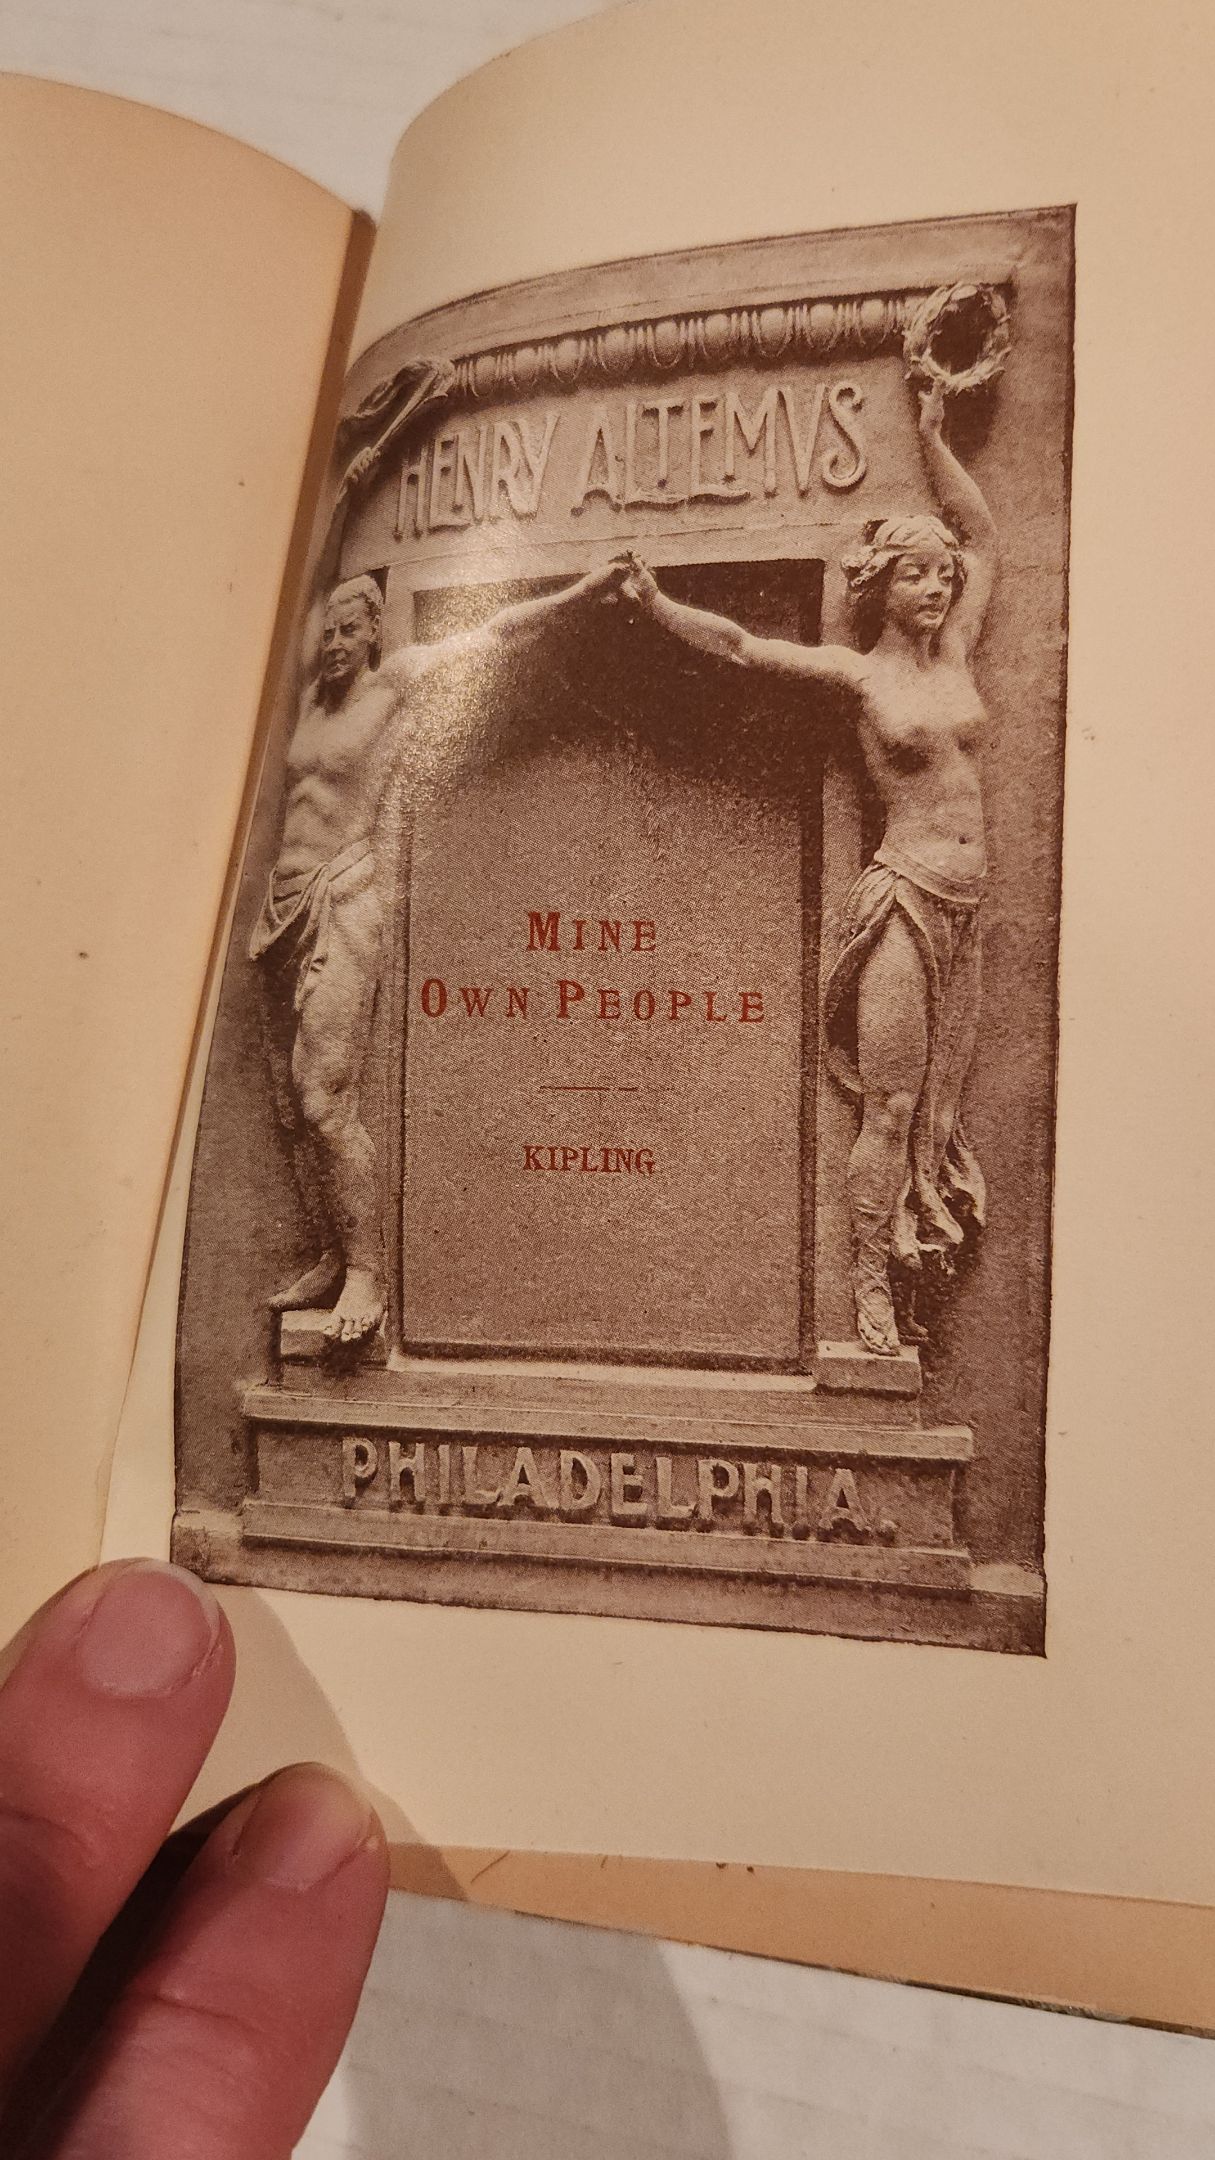 HENRY ALTEMVS
MINE
OWN PEOPLE
KIPLING
PHILADELPHIA.